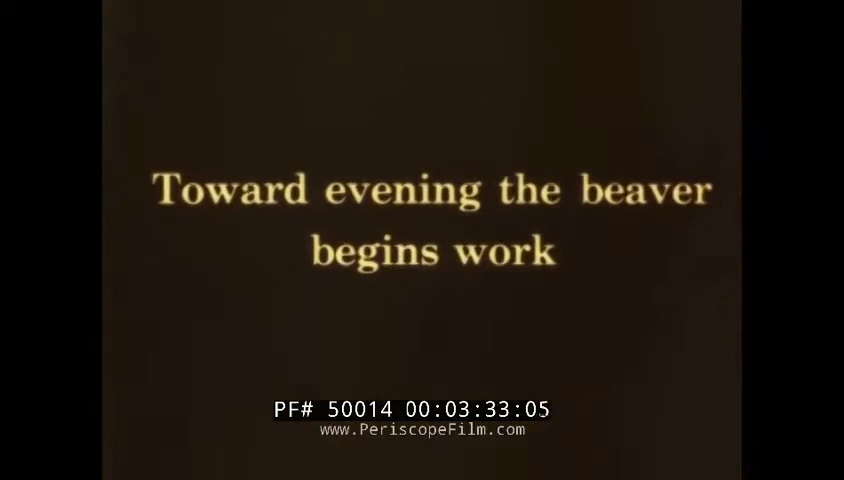 Toward evening the beaver
begins work
PF# 50014 00:03:33:05
www.PeriscopeFilm.com